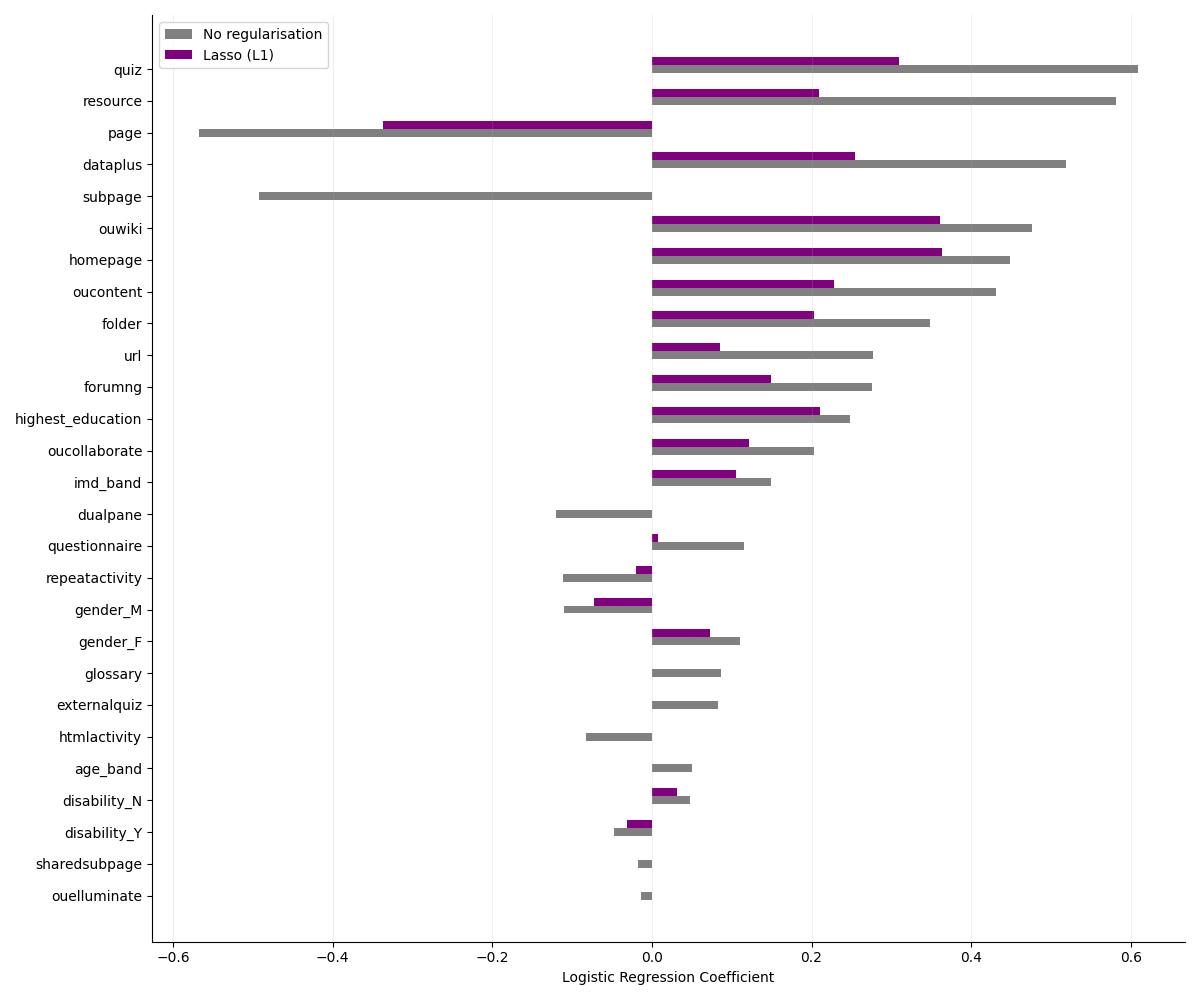 No regularisation
Lasso (L1)
quiz
resource
page
dataplus
subpage
ouwiki
homepage
oucontent
folder
url
forumng
highest_education
oucollaborate
imd_band
dualpane
questionnaire
repeatactivity
gender_M
gender_F
glossary
externalquiz
htmlactivity
age_band
disability_N
disability_Y
sharedsubpage
ouelluminate
−0.6 −0.4 −0.2 0.0 0.2 0.4 0.6
Logistic Regression Coefficient